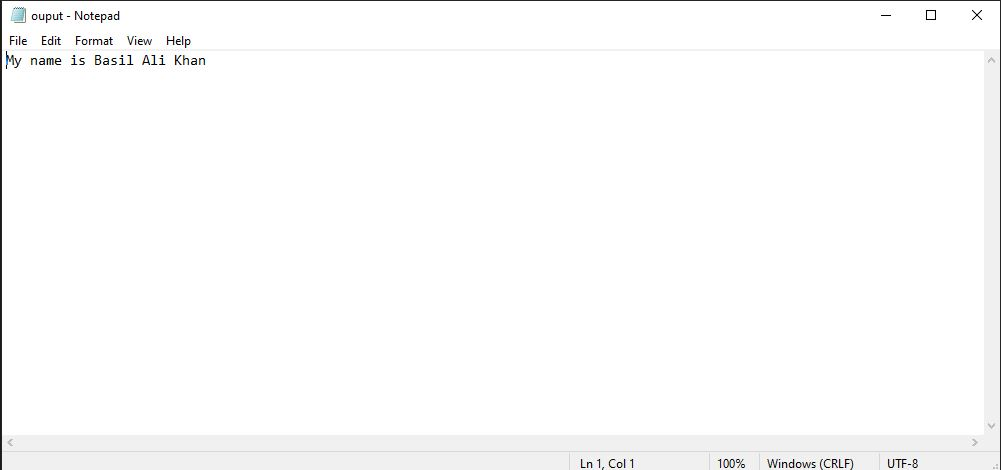 ouput - Notepad
File Edit Format View Help
My name is Basil Ali Khan
Ln 1, Col 1 100% Windows (CRLF) UTF-8